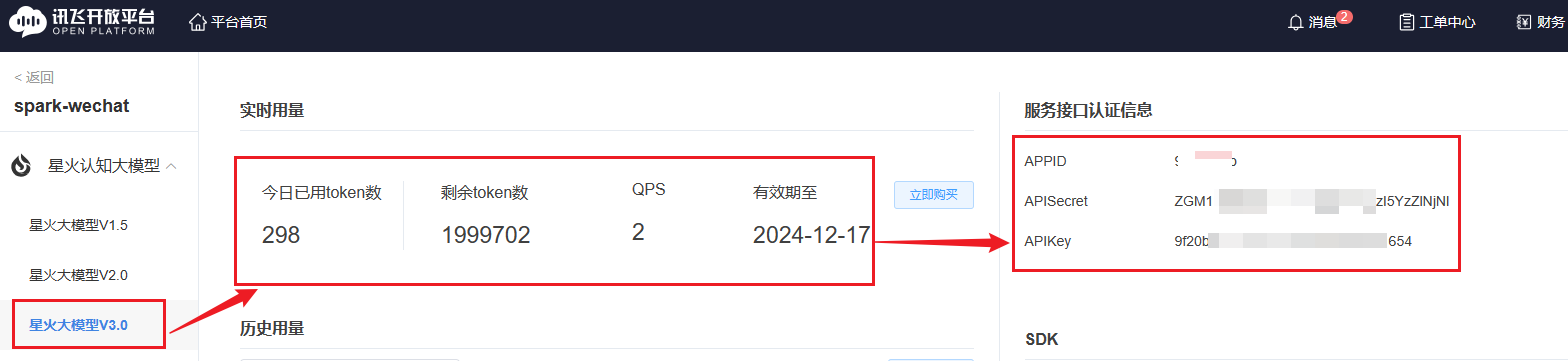 讯飞开放平台
OPEN PLATFORM
平台首页
消息 2
工单中心
财务
< 返回
spark-wechat
星火认知大模型
星火大模型V1.5
星火大模型V2.0
星火大模型V3.0
实时用量
今日已用token数
298
剩余token数
1999702
QPS
2
有效期至
2024-12-17
立即购买
历史用量
服务接口认证信息
APPID
APISecret ZGM1 zI5YzZlNjNl
APIKey 9f20b 654
SDK